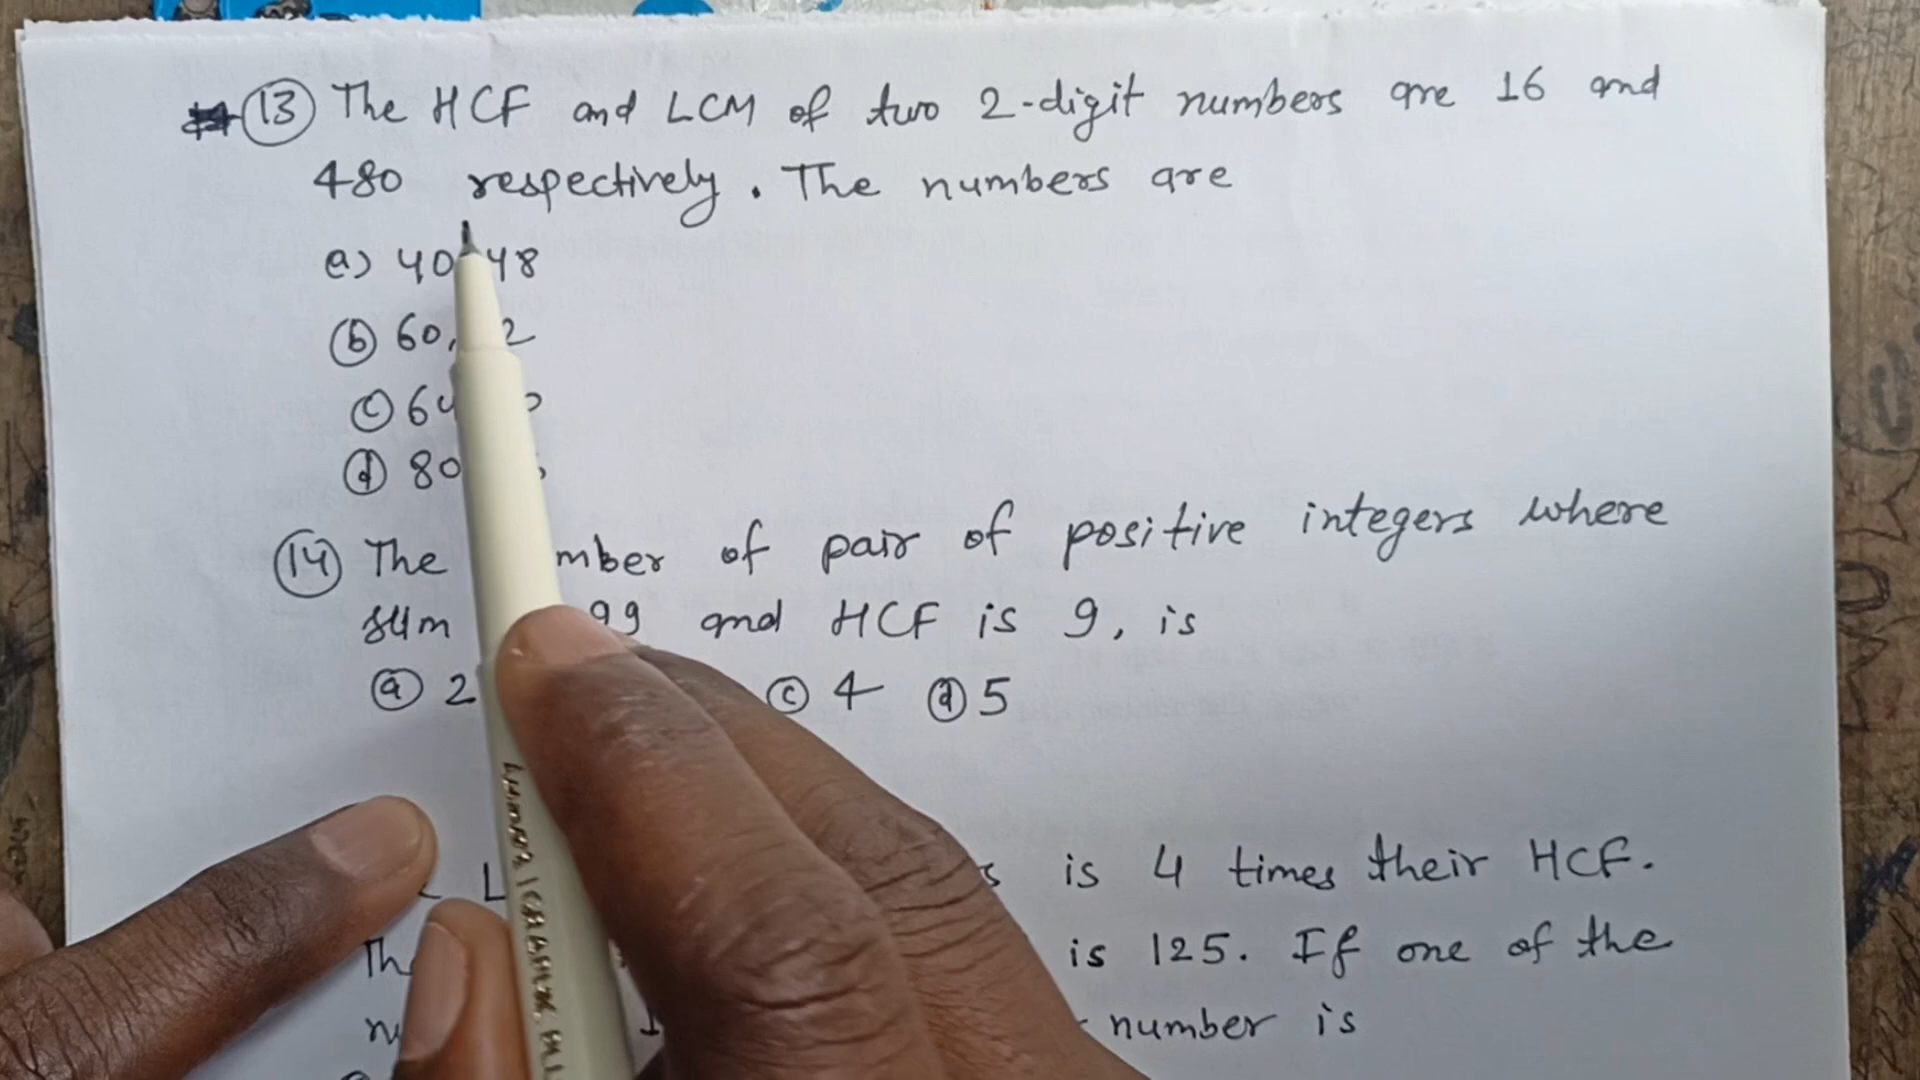 13 The HCF and LCM of two 2-digit numbers are 16 and
480 respectively. The numbers are
a) 40 48
b 60,
c
d 80
14 The of pair of positive integers where
sum 99 and HCF is 9, is
a 2 c 4 d 5
is 4 times their HCF.
is 125. If one of the
number is